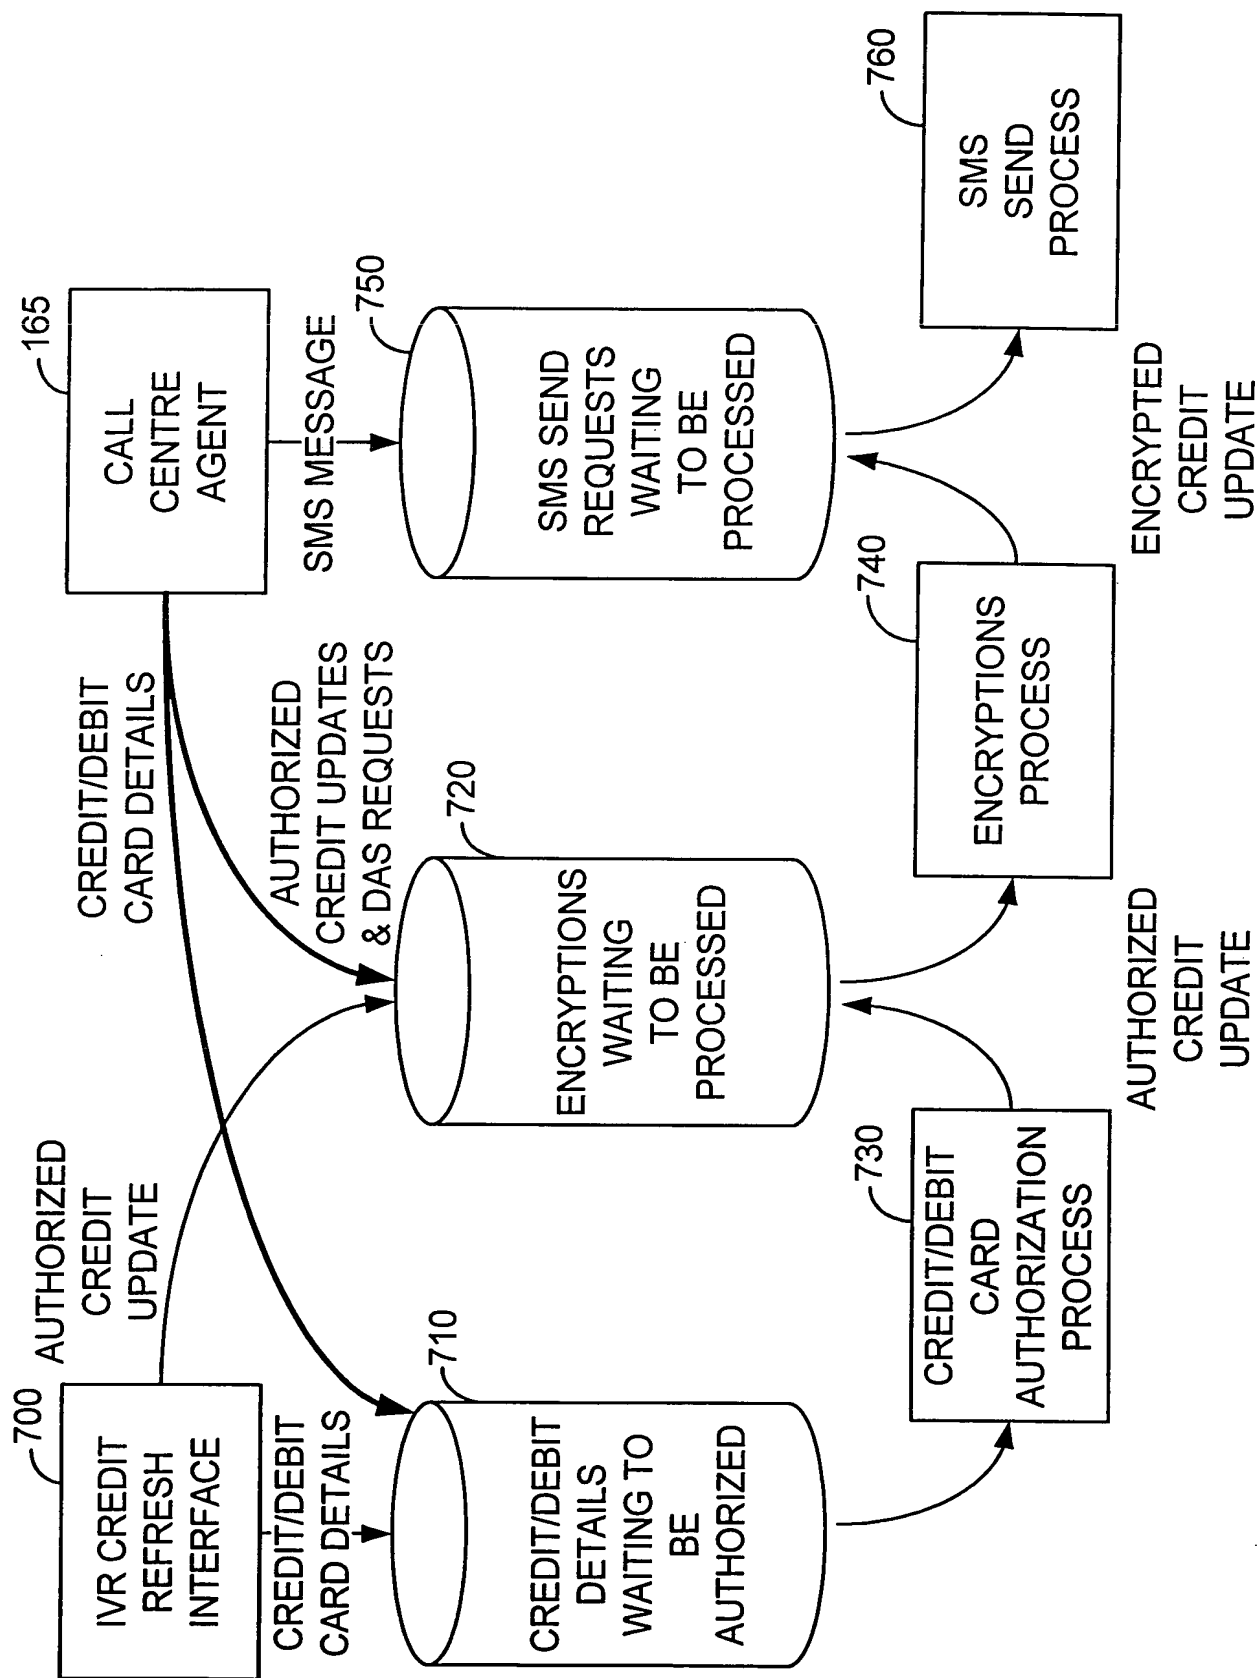 700
IVR CREDIT
REFRESH
INTERFACE
AUTHORIZED
CREDIT
UPDATE
CREDIT/DEBIT
CARD DETAILS
165
CALL
CENTRE
AGENT
CREDIT/DEBIT
CARD DETAILS
AUTHORIZED
CREDIT UPDATES
& DAS REQUESTS
SMS MESSAGE
710
CREDIT/DEBIT
DETAILS
WAITING TO
BE
AUTHORIZED
720
ENCRYPTIONS
WAITING
TO BE
PROCESSED
750
SMS SEND
REQUESTS
WAITING
TO BE
PROCESSED
730
CREDIT/DEBIT
CARD
AUTHORIZATION
PROCESS
AUTHORIZED
CREDIT
UPDATE
740
ENCRYPTIONS
PROCESS
ENCRYPTED
CREDIT
UPDATE
760
SMS
SEND
PROCESS